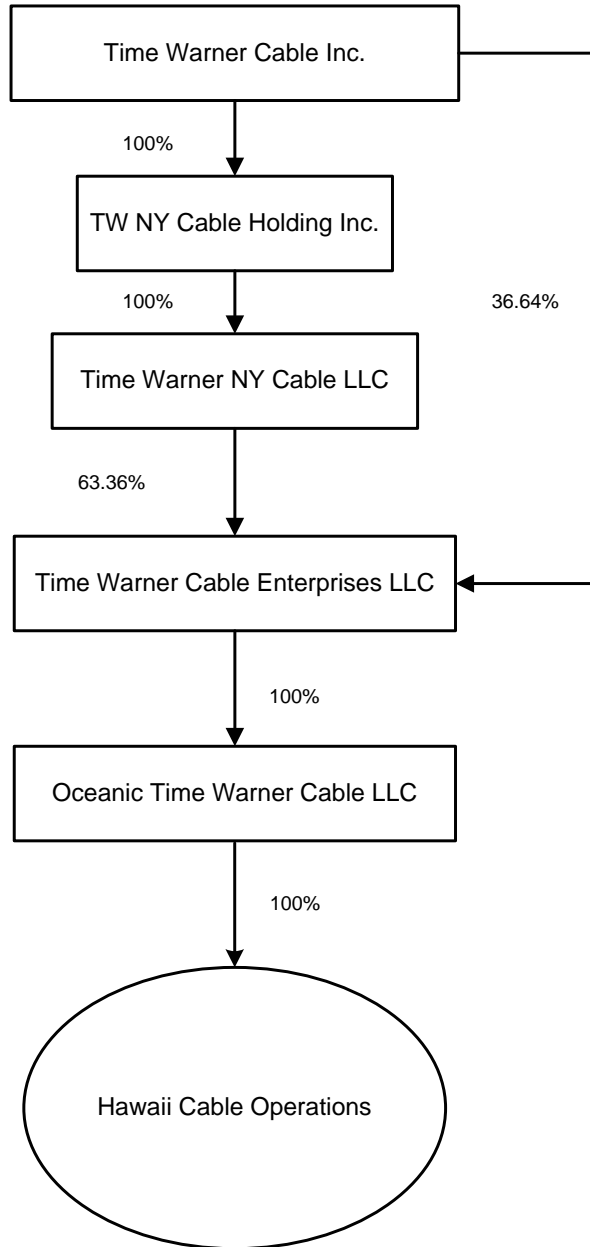 Time Warner Cable Inc.
100%
TW NY Cable Holding Inc.
100%
36.64%
Time Warner NY Cable LLC
63.36%
Time Warner Cable Enterprises LLC
100%
Oceanic Time Warner Cable LLC
100%
Hawaii Cable Operations